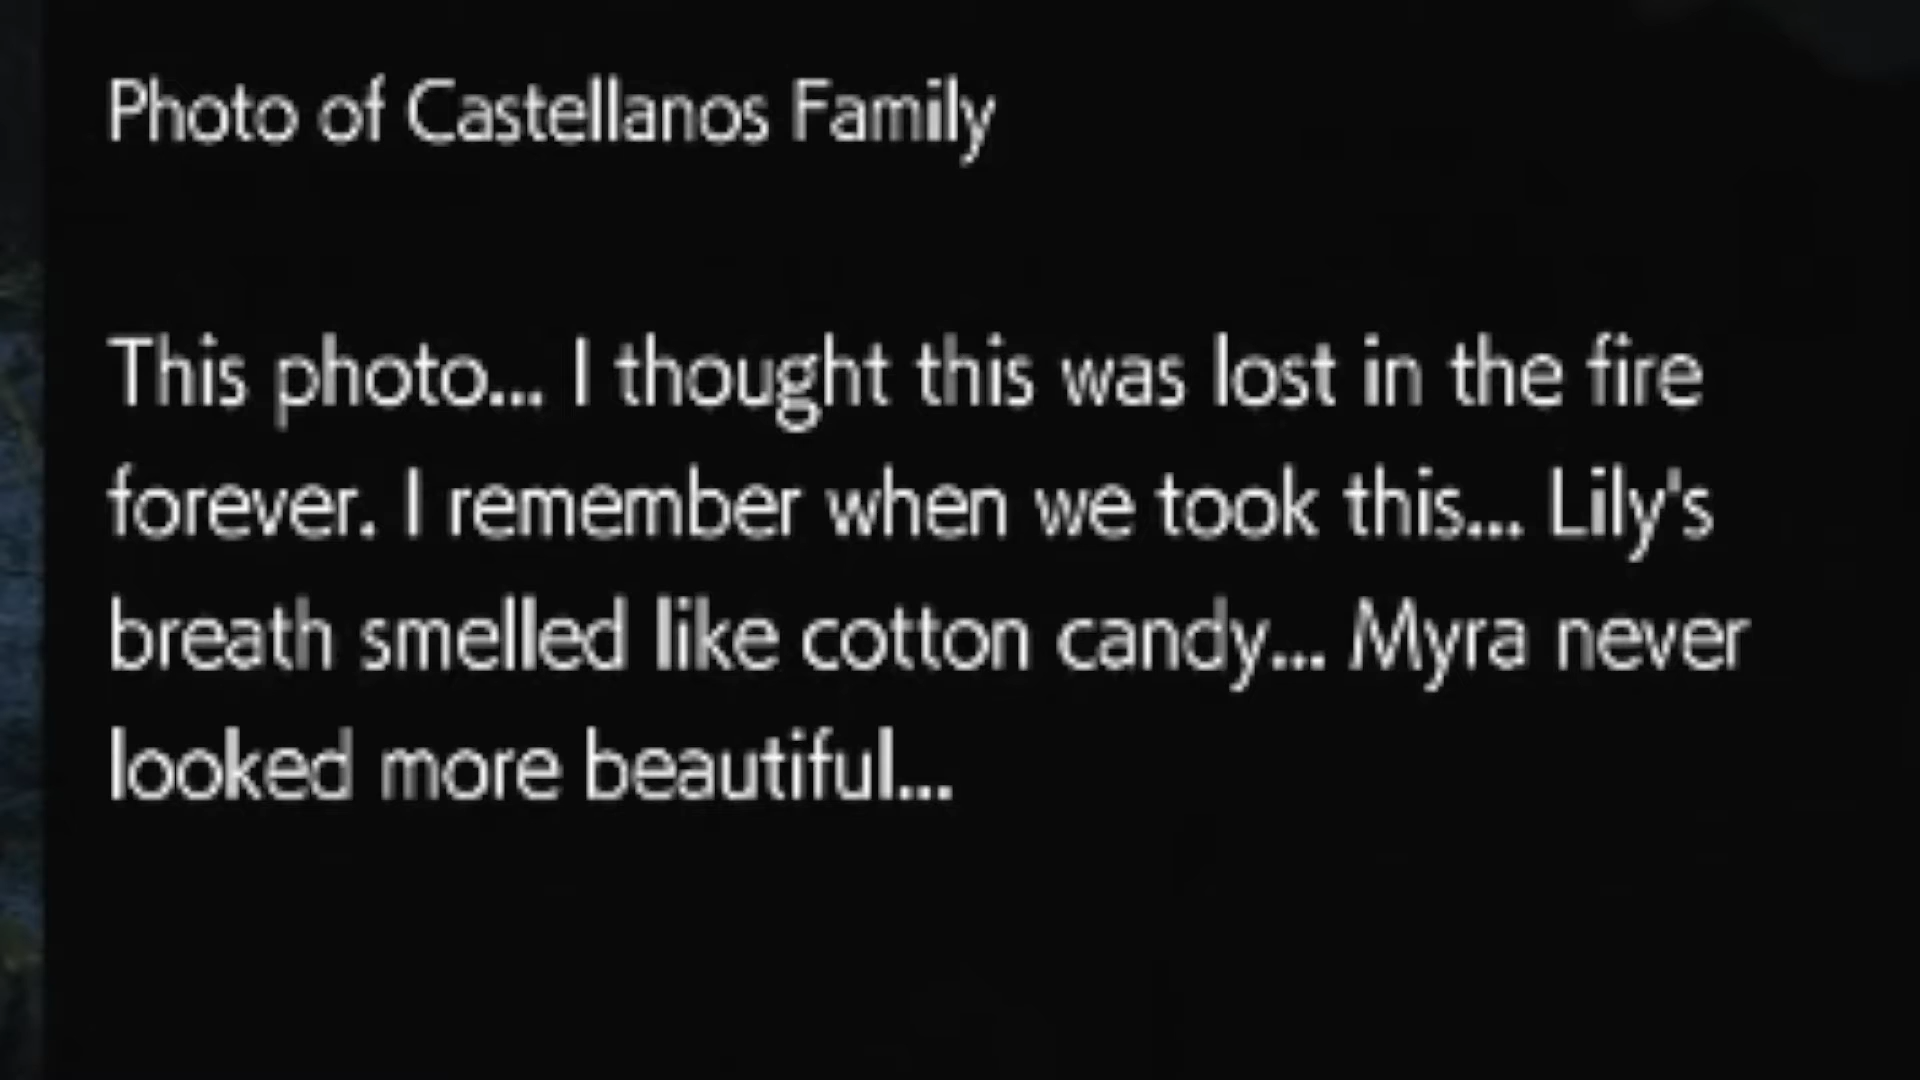 Photo of Castellanos Family
This photo... I thought this was lost in the fire
forever. I remember when we took this... Lily's
breath smelled like cotton candy... Myra never
looked more beautiful...